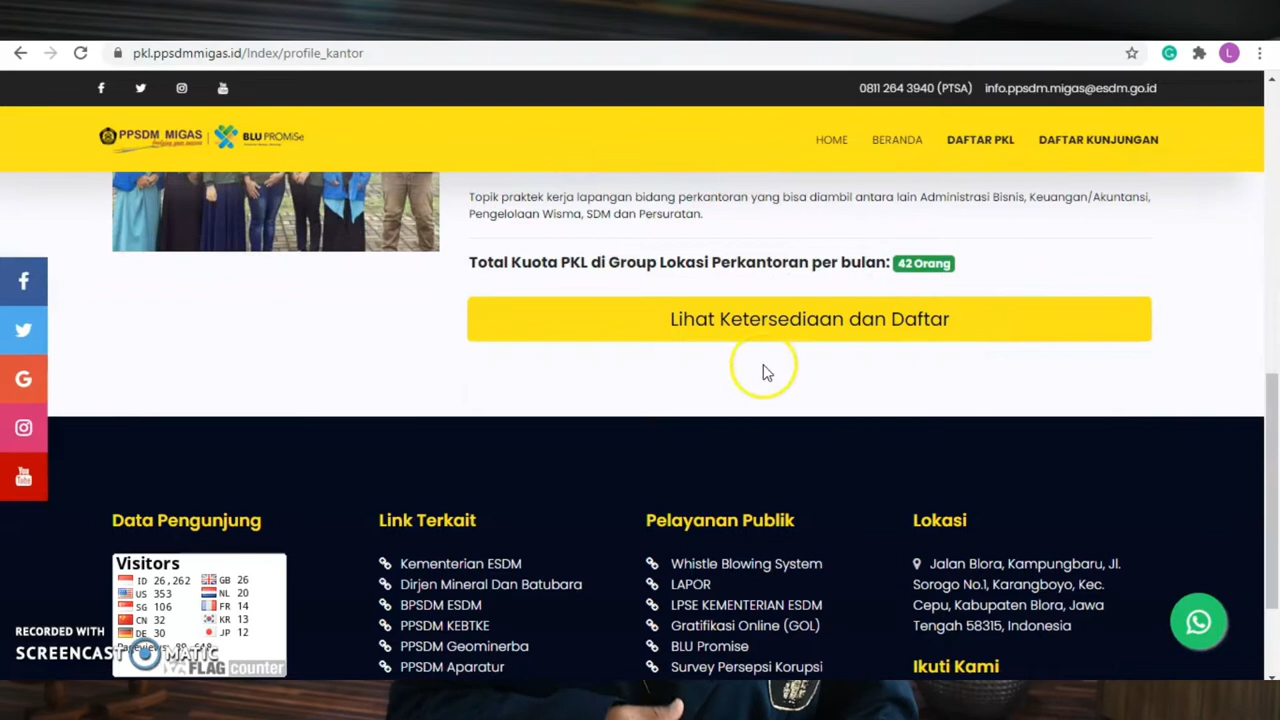 pkl.ppsdmmigas.id/Index/profile_kantor
L
0811 264 3940 (PTSA) info.ppsdm.migas@esdm.go.id
PPSDM MIGAS BLU PROMiSe
HOME BERANDA DAFTAR PKL DAFTAR KUNJUNGAN
Topik praktek kerja lapangan bidang perkantoran yang bisa diambil antara lain Administrasi Bisnis, Keuangan/Akuntansi,
Pengelolaan Wisma, SDM dan Persuratan.
Total Kuota PKL di Group Lokasi Perkantoran per bulan: 42 Orang
Lihat Ketersediaan dan Daftar
Data Pengunjung
Visitors
ID 26,262 GB 26
US 353 NL 20
SG 106 FR 14
CN 32 KR 13
DE 30 JP 12
FLAG counter
Link Terkait
Kementerian ESDM
Dirjen Mineral Dan Batubara
BPSDM ESDM
PPSDM KEBTKE
PPSDM Geominerba
PPSDM Aparatur
Pelayanan Publik
Whistle Blowing System
LAPOR
LPSE KEMENTERIAN ESDM
Gratifikasi Online (GOL)
BLU Promise
Survey Persepsi Korupsi
Lokasi
Jalan Blora, Kampungbaru, Jl.
Sorogo No.1, Karangboyo, Kec.
Cepu, Kabupaten Blora, Jawa
Tengah 58315, Indonesia
Ikuti Kami
RECORDED WITH
SCREENCAST MATIC